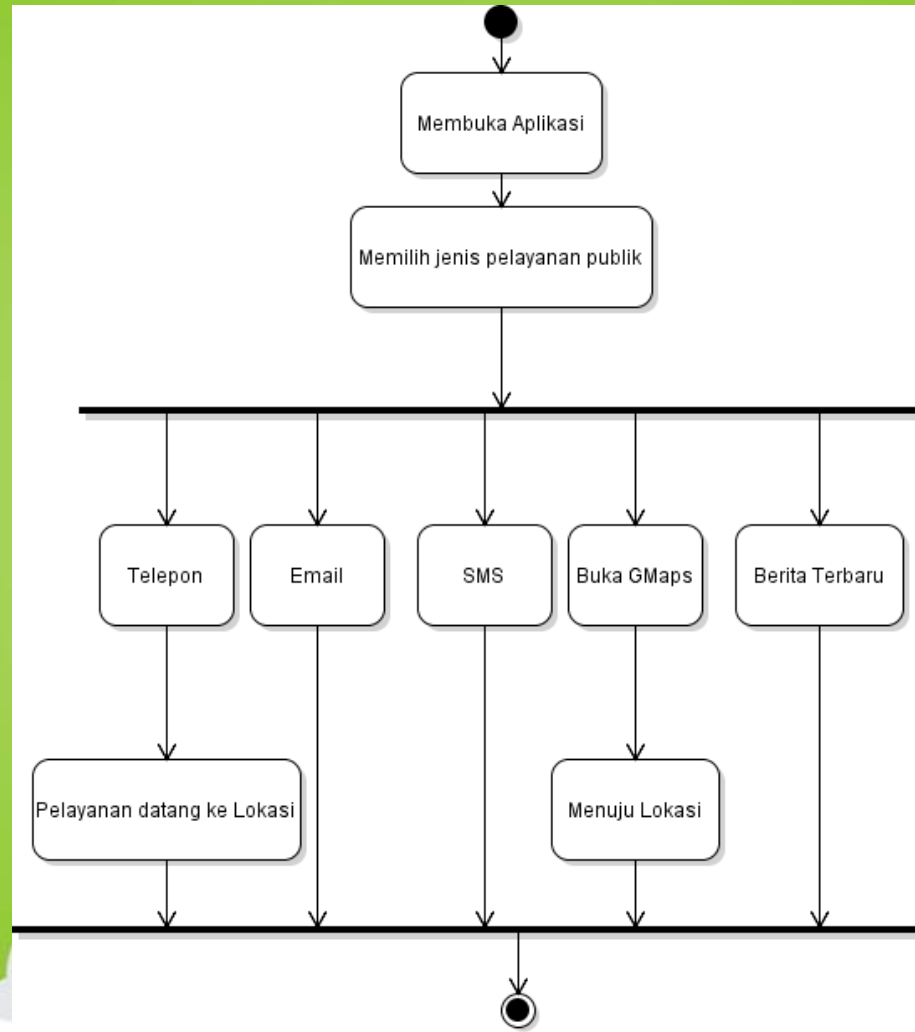 Membuka Aplikasi
Memilih jenis pelayanan publik
Telepon
Email
SMS
Buka GMaps
Berita Terbaru
Pelayanan datang ke Lokasi
Menuju Lokasi